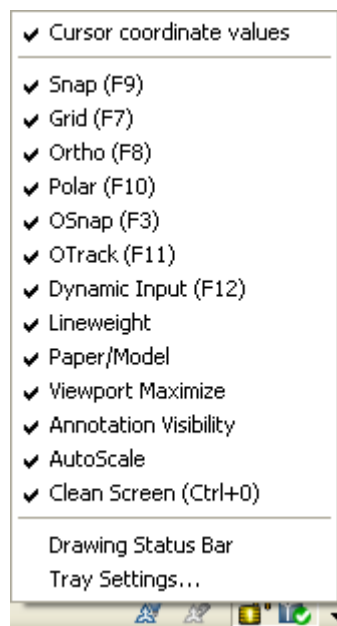 Cursor coordinate values
Snap (F9)
Grid (F7)
Ortho (F8)
Polar (F10)
OSnap (F3)
OTrack (F11)
Dynamic Input (F12)
Lineweight
Paper/Model
Viewport Maximize
Annotation Visibility
AutoScale
Clean Screen (Ctrl+0)
Drawing Status Bar
Tray Settings...